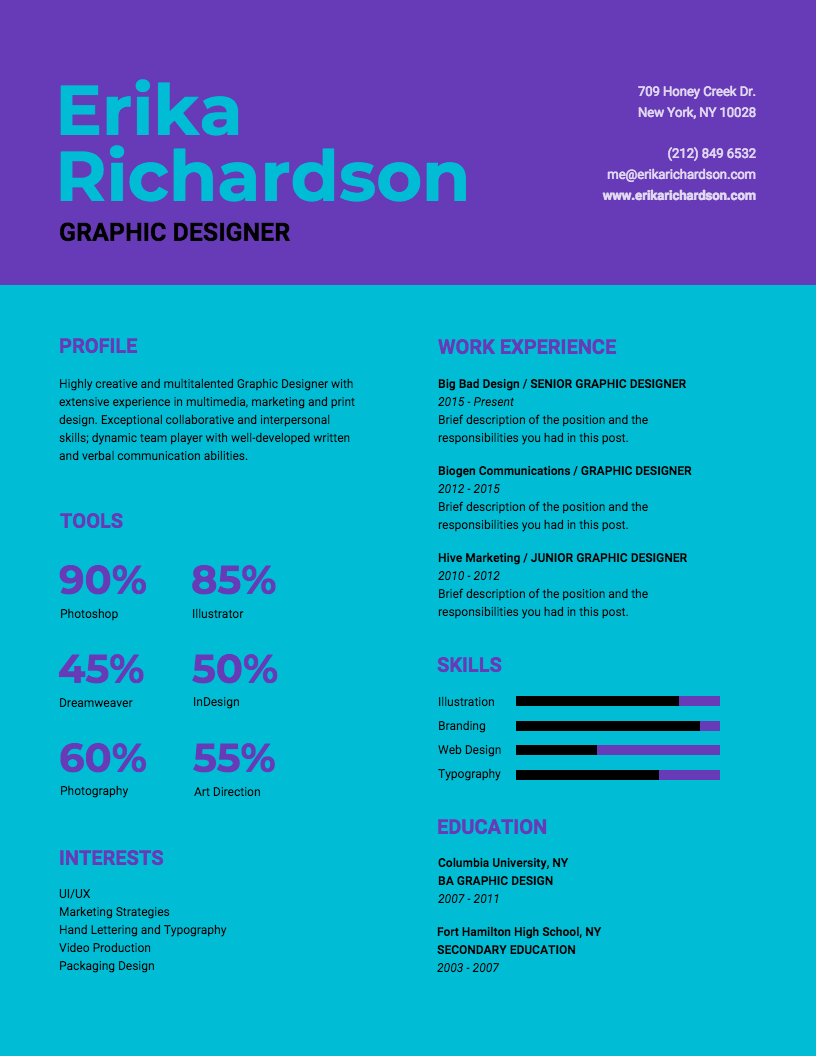 Erika
Richardson
GRAPHIC DESIGNER
709 Honey Creek Dr.
New York, NY 10028
(212) 849 6532
me@erikarichardson.com
www.erikarichardson.com
PROFILE
Highly creative and multitalented Graphic Designer with
extensive experience in multimedia, marketing and print
design. Exceptional collaborative and interpersonal
skills; dynamic team player with well-developed written
and verbal communication abilities.
TOOLS
90% 85%
Photoshop Illustrator
45% 50%
Dreamweaver InDesign
60% 55%
Photography Art Direction
INTERESTS
UI/UX
Marketing Strategies
Hand Lettering and Typography
Video Production
Packaging Design
WORK EXPERIENCE
Big Bad Design / SENIOR GRAPHIC DESIGNER
2015 - Present
Brief description of the position and the
responsibilities you had in this post.
Biogen Communications / GRAPHIC DESIGNER
2012 - 2015
Brief description of the position and the
responsibilities you had in this post.
Hive Marketing / JUNIOR GRAPHIC DESIGNER
2010 - 2012
Brief description of the position and the
responsibilities you had in this post.
SKILLS
Illustration
Branding
Web Design
Typography
EDUCATION
Columbia University, NY
BA GRAPHIC DESIGN
2007 - 2011
Fort Hamilton High School, NY
SECONDARY EDUCATION
2003 - 2007